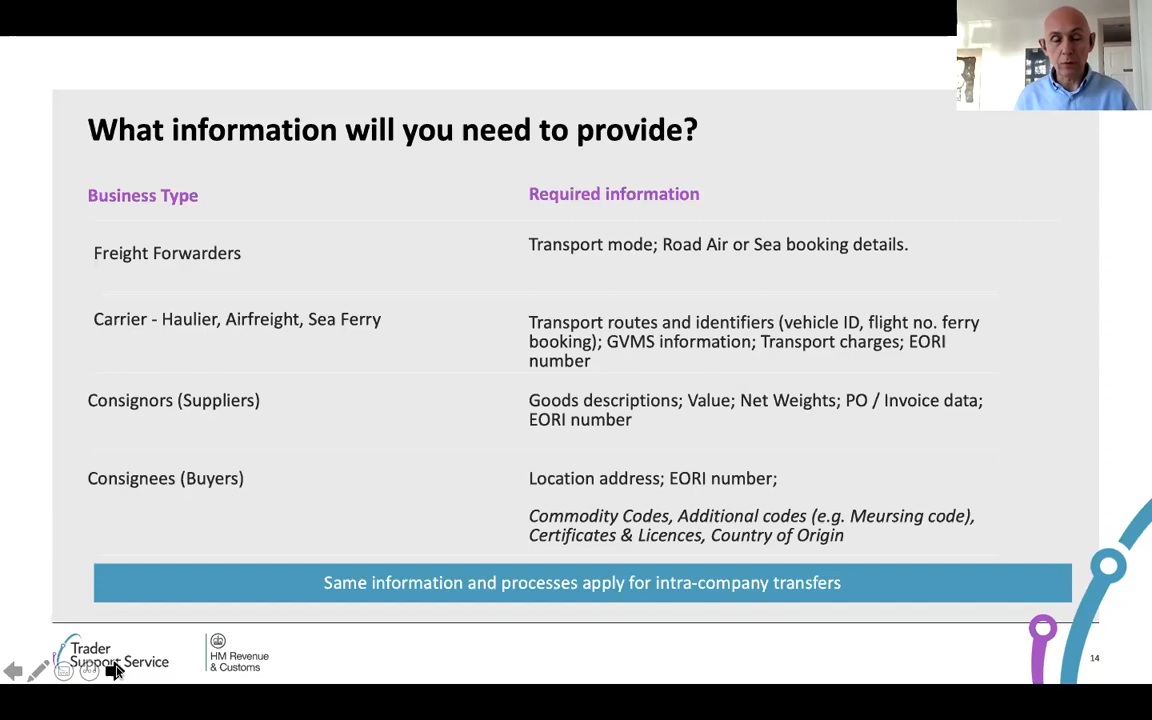 What information will you need to provide?
Business Type
Required information
Freight Forwarders
Transport mode; Road Air or Sea booking details.
Carrier - Haulier, Airfreight, Sea Ferry
Transport routes and identifiers (vehicle ID, flight no. ferry
booking); GVMS information; Transport charges; EORI
number
Consignors (Suppliers)
Goods descriptions; Value; Net Weights; PO / Invoice data;
EORI number
Consignees (Buyers)
Location address; EORI number;
Commodity Codes, Additional codes (e.g. Meursing code),
Certificates & Licences, Country of Origin
Same information and processes apply for intra-company transfers
Trader
Support Service
HM Revenue
& Customs
14